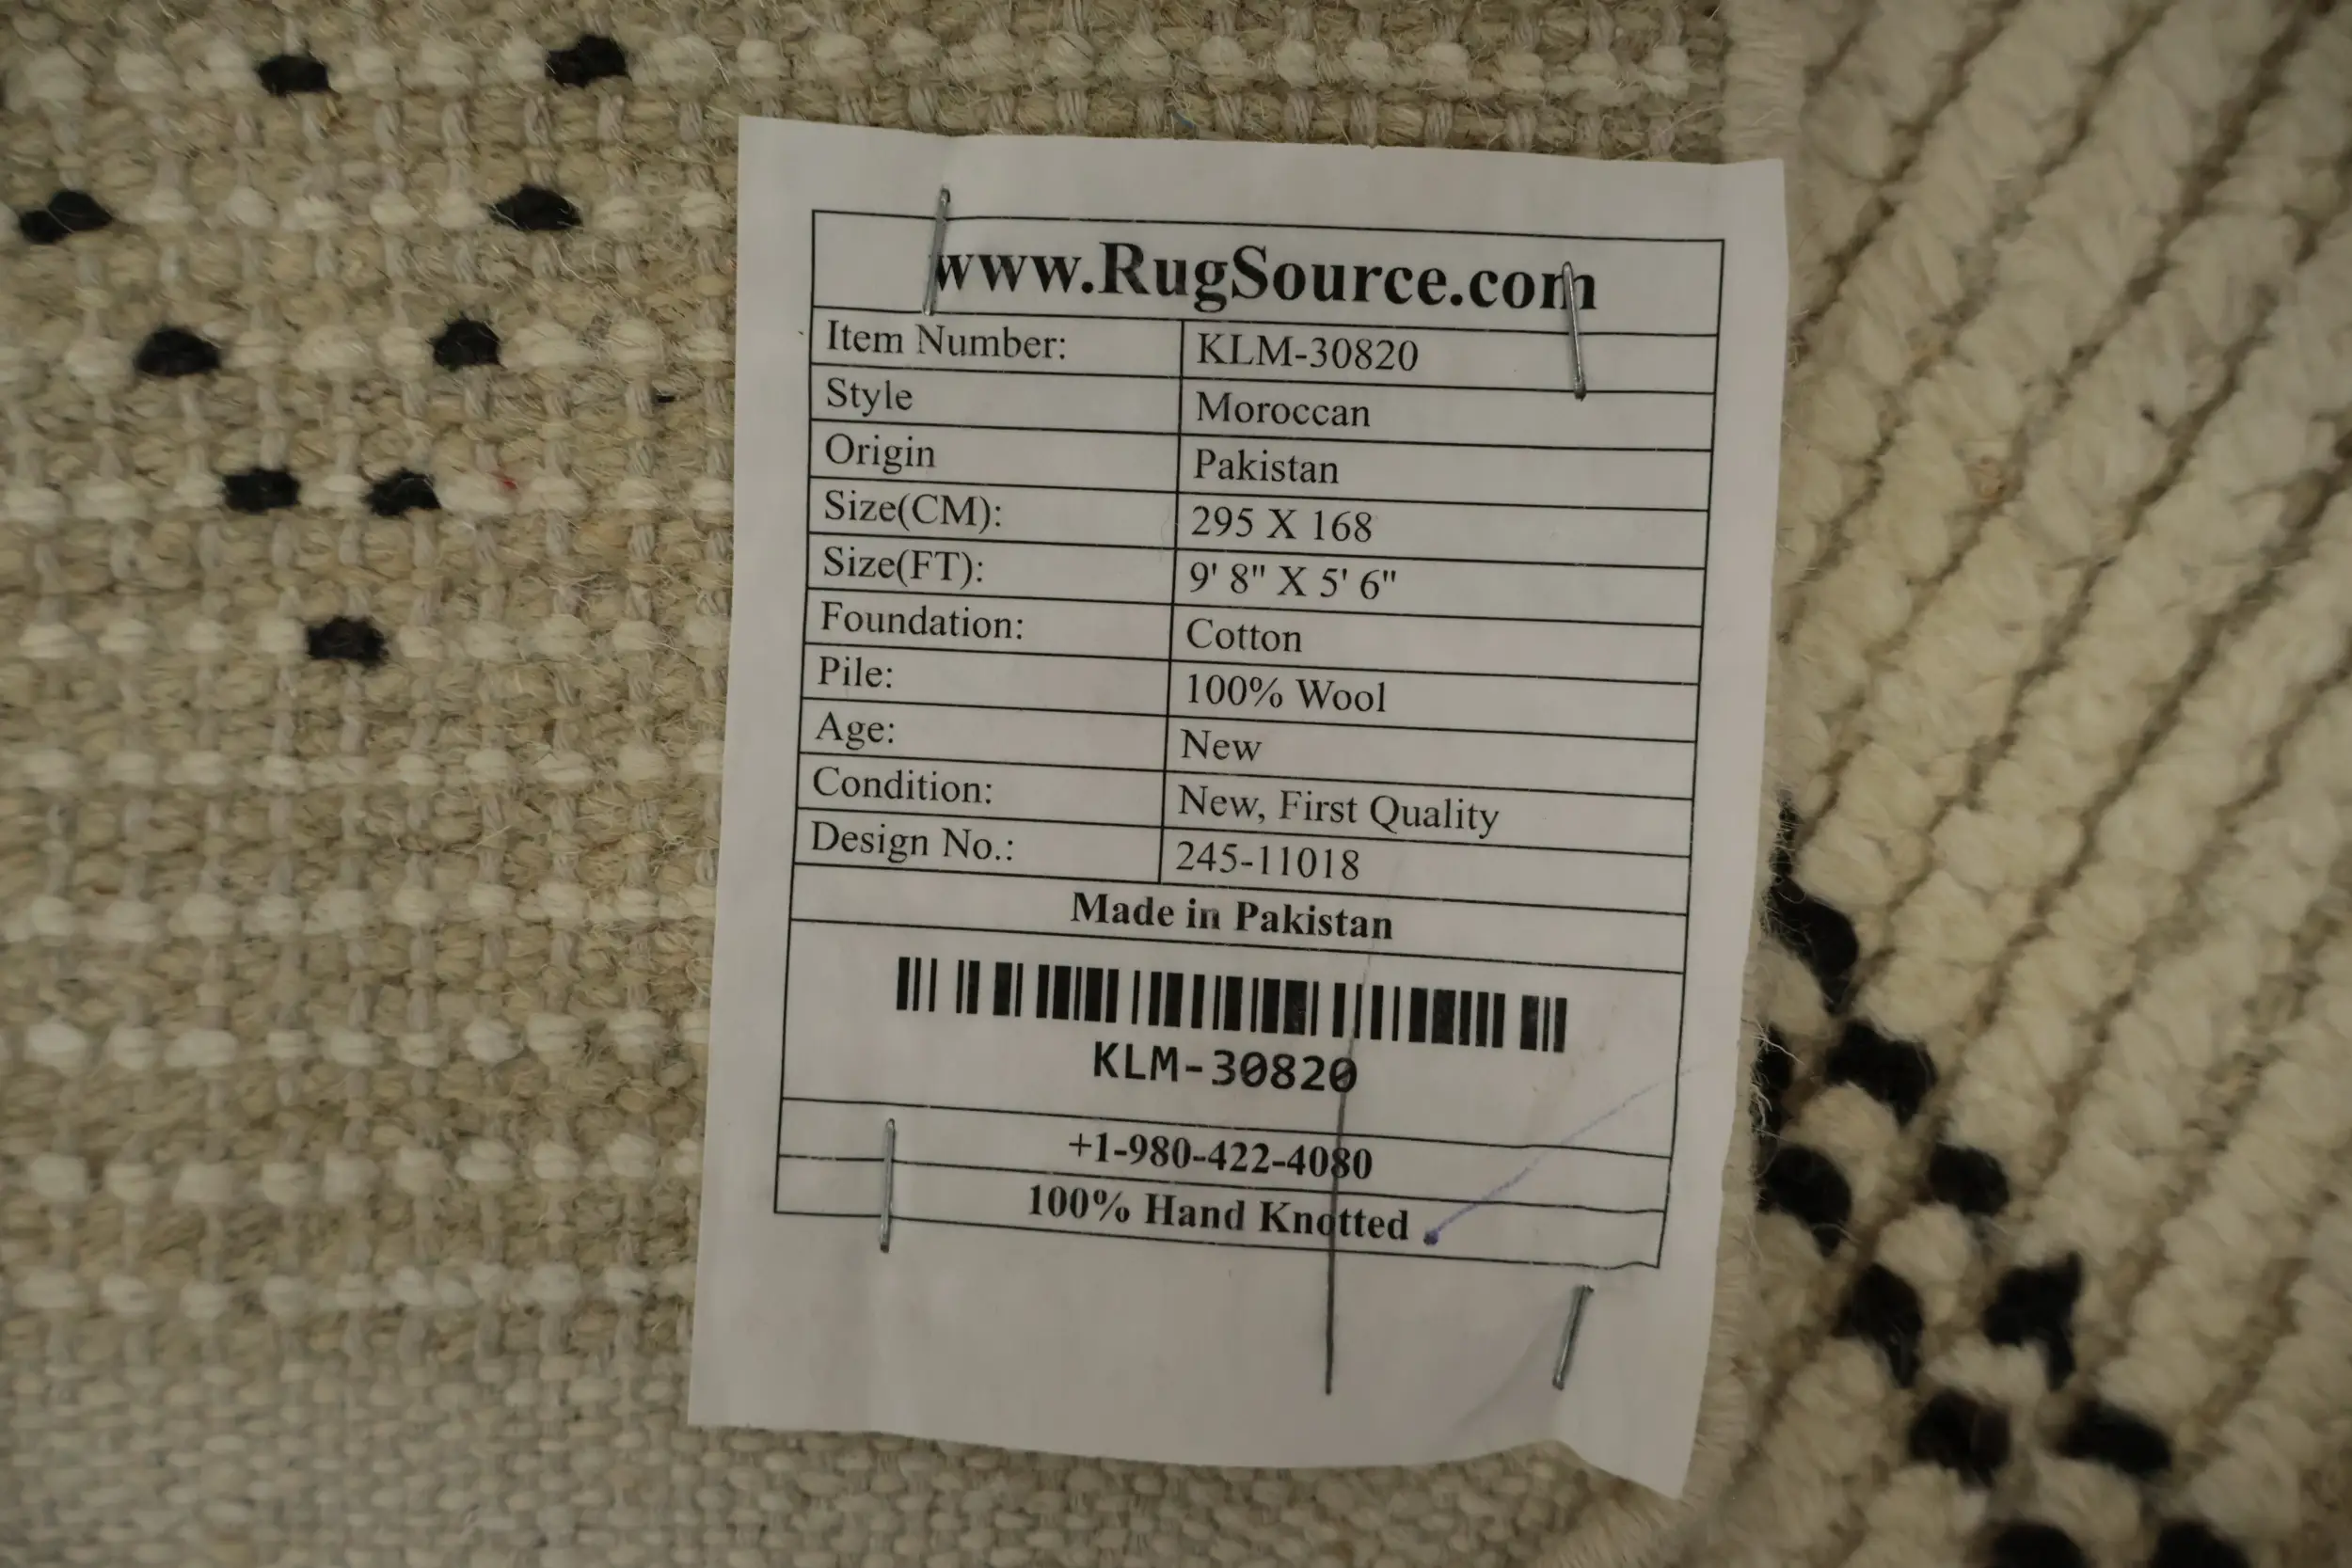 www.RugSource.com
Item Number: KLM-30820
Style Moroccan
Origin Pakistan
Size(CM): 295 X 168
Size(FT): 9' 8" X 5' 6"
Foundation: Cotton
Pile: 100% Wool
Age: New
Condition: New, First Quality
Design No.: 245-11018
Made in Pakistan
KLM-30820
+1-980-422-4080
100% Hand Knotted